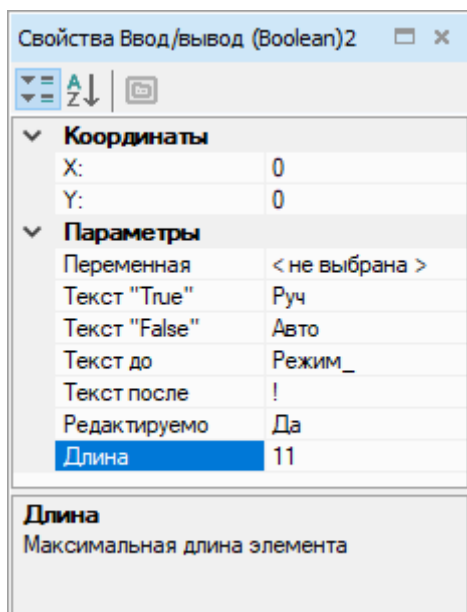 Свойства Ввод/вывод (Boolean)2
A
Z
Координаты
X: 0
Y: 0
Параметры
Переменная < не выбрана >
Текст "True" Руч
Текст "False" Авто
Текст до Режим_
Текст после !
Редактируемо Да
Длина 11
Длина
Максимальная длина элемента